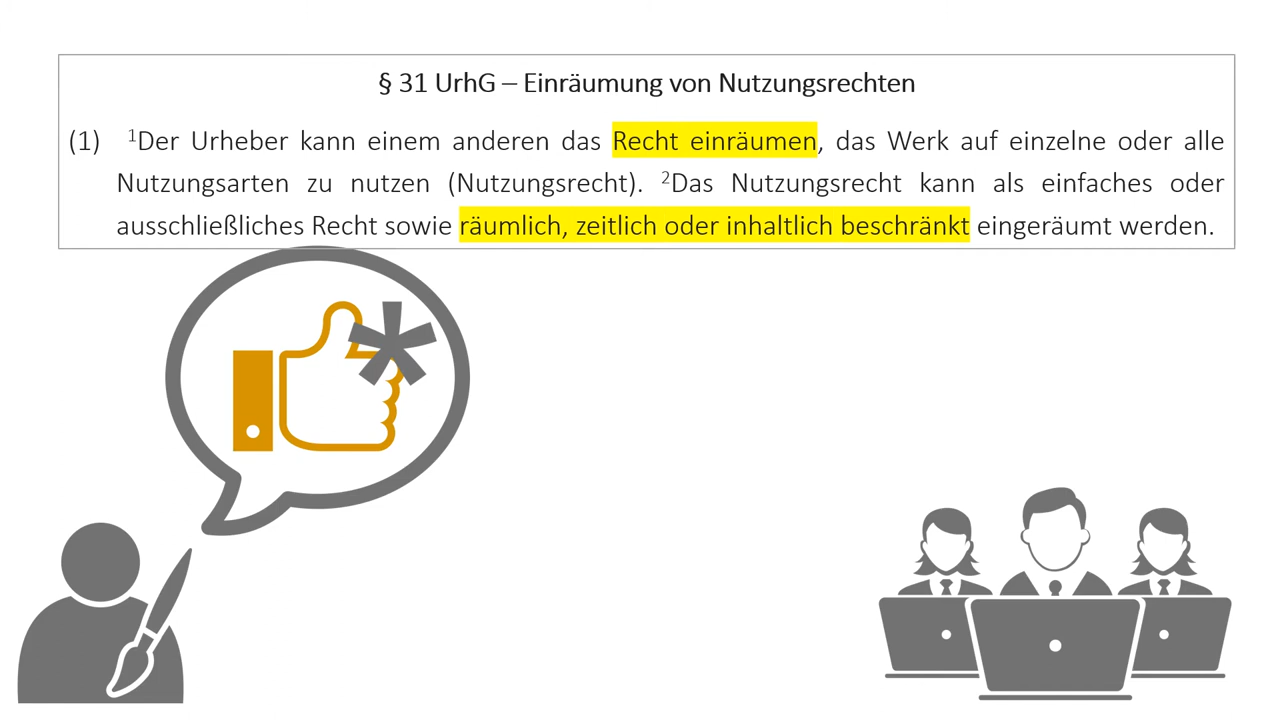 § 31 UrhG – Einräumung von Nutzungsrechten
(1) ¹Der Urheber kann einem anderen das Recht einräumen, das Werk auf einzelne oder alle
Nutzungsarten zu nutzen (Nutzungsrecht). ²Das Nutzungsrecht kann als einfaches oder
ausschließliches Recht sowie räumlich, zeitlich oder inhaltlich beschränkt eingeräumt werden.